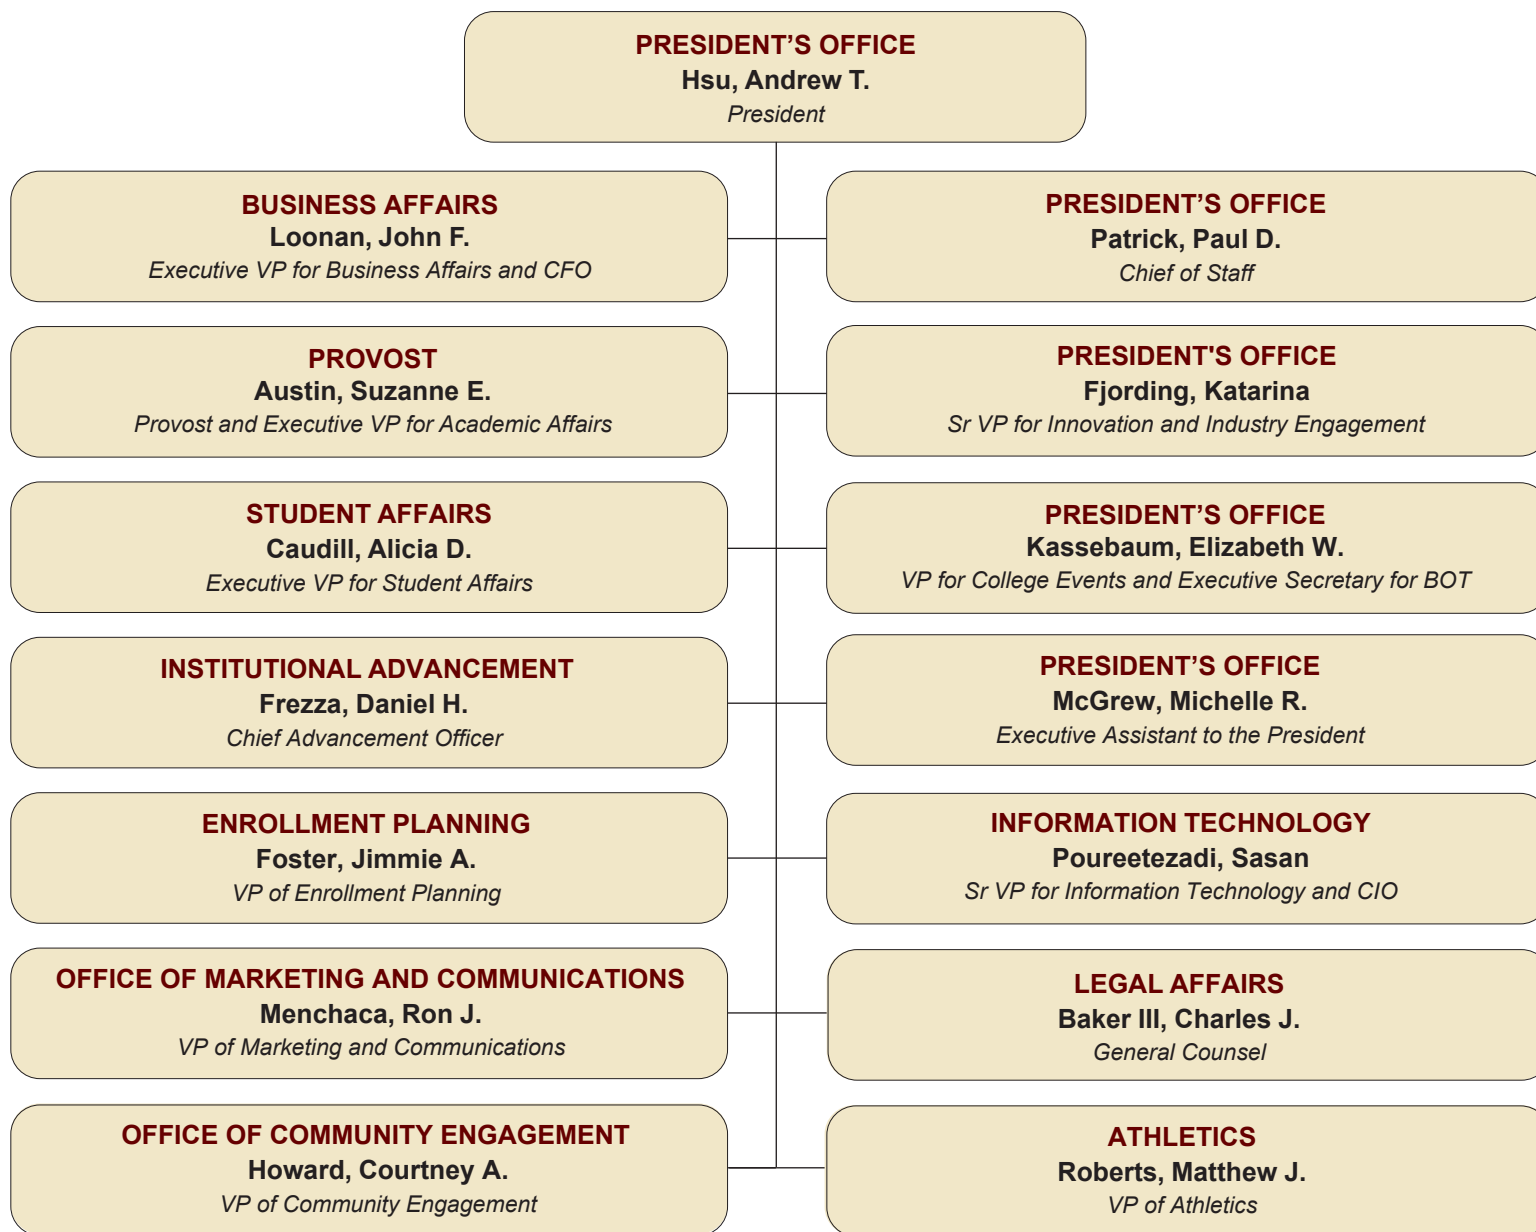 PRESIDENT’S OFFICE
Hsu, Andrew T.
President
BUSINESS AFFAIRS
Loonan, John F.
Executive VP for Business Affairs and CFO
PRESIDENT’S OFFICE
Patrick, Paul D.
Chief of Staff
PROVOST
Austin, Suzanne E.
Provost and Executive VP for Academic Affairs
PRESIDENT'S OFFICE
Fjording, Katarina
Sr VP for Innovation and Industry Engagement
STUDENT AFFAIRS
Caudill, Alicia D.
Executive VP for Student Affairs
PRESIDENT’S OFFICE
Kassebaum, Elizabeth W.
VP for College Events and Executive Secretary for BOT
INSTITUTIONAL ADVANCEMENT
Frezza, Daniel H.
Chief Advancement Officer
PRESIDENT’S OFFICE
McGrew, Michelle R.
Executive Assistant to the President
ENROLLMENT PLANNING
Foster, Jimmie A.
VP of Enrollment Planning
INFORMATION TECHNOLOGY
Poureetezadi, Sasan
Sr VP for Information Technology and CIO
OFFICE OF MARKETING AND COMMUNICATIONS
Menchaca, Ron J.
VP of Marketing and Communications
LEGAL AFFAIRS
Baker III, Charles J.
General Counsel
OFFICE OF COMMUNITY ENGAGEMENT
Howard, Courtney A.
VP of Community Engagement
ATHLETICS
Roberts, Matthew J.
VP of Athletics